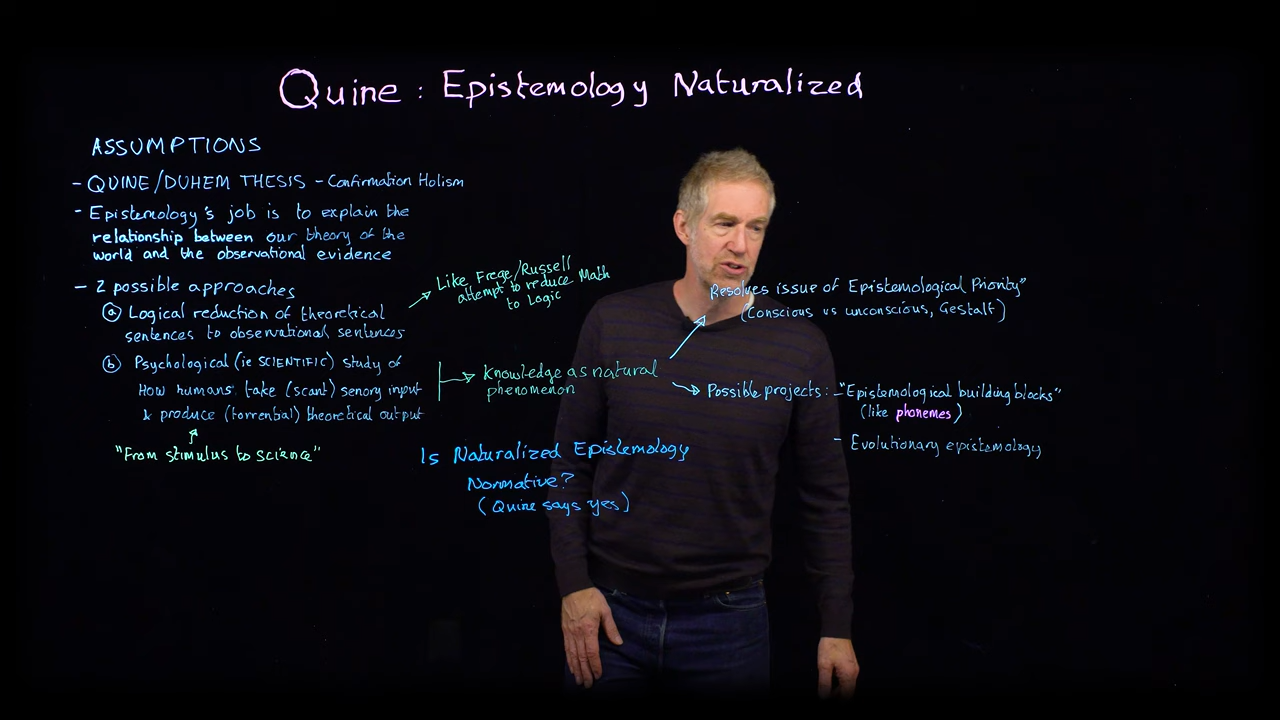 Quine : Epistemology Naturalized
ASSUMPTIONS
- QUINE/DUHEM THESIS - Confirmation Holism
- Epistemology's job is to explain the
relationship between our theory of the
world and the observational evidence
- 2 possible approaches
(a) Logical reduction of theoretical
sentences to observational sentences
Like Frege/Russell
attempt to reduce Math
to Logic
(b) Psychological (ie SCIENTIFIC) study of
How humans take (scant) senory input
& produce (torrential) theoretical output
"From stimulus to science"
Knowledge as natural
phenomenon
Resolves issue of Epistemological Priority"
(Conscious vs unconscious, Gestalt)
Possible projects: - "Epistemological building blocks"
(like phonemes)
- Evolutionary epistemology
Is Naturalized Epistemology
Normative?
(Quine says yes)